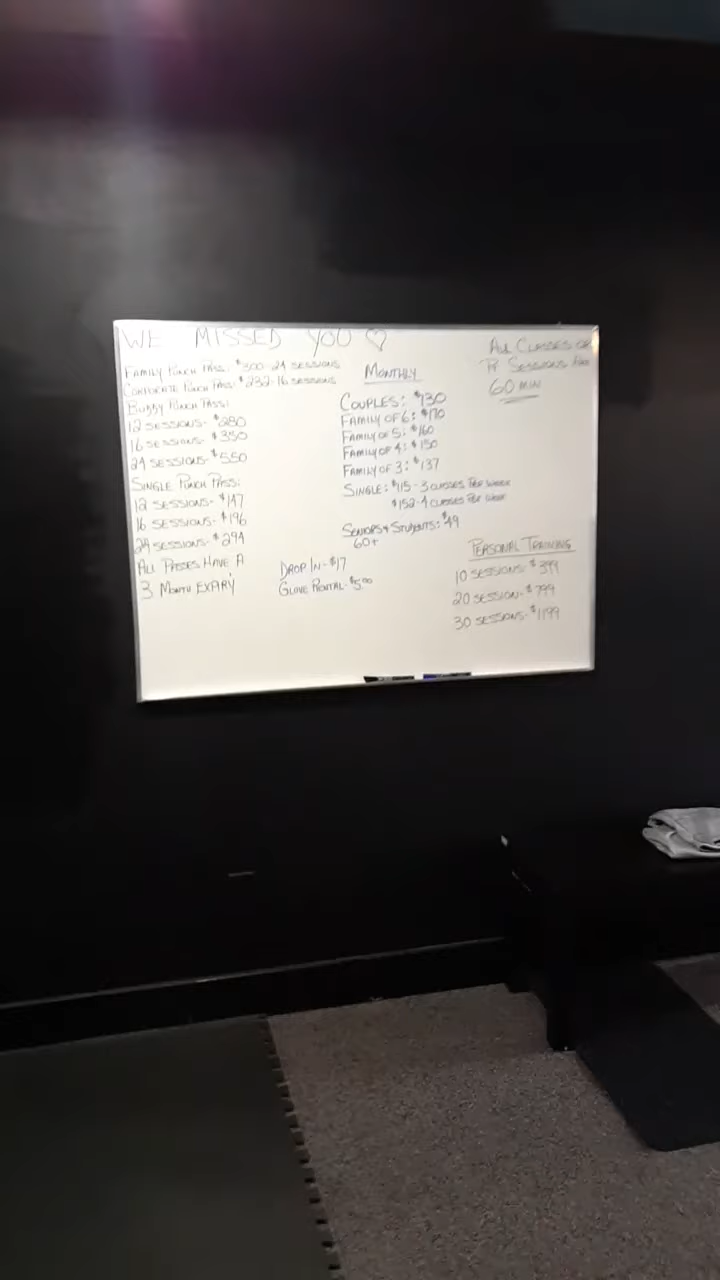 WE MISSED YOU ♡
FAMILY PUNCH PASS: $300-24 SESSIONS
CORPORATE PUNCH PASS: $232-16 SESSIONS
BUDDY PUNCH PASS:
12 SESSIONS- $280
16 SESSIONS- $350
24 SESSIONS- $550
SINGLE PUNCH PASS:
12 SESSIONS- $147
16 SESSIONS- $196
24 SESSIONS- $294
ALL PASSES HAVE A
3 MONTH EXPARY
DROP IN- $17
GLOVE RENTAL- $5.00
MONTHLY
COUPLES: $130
FAMILY OF 6: $170
FAMILY OF 5: $160
FAMILY OF 4: $150
FAMILY OF 3: $137
SINGLE: $115 - 3 CLASSES PER WEEK
$152-4 CLASSES PER WEEK
SENIORS & STUDENTS: $49
60+
ALL CLASSES OR
PT SESSIONS ARE
60 MIN
PERSONAL TRAINING
10 SESSIONS: $399
20 SESSION- $799
30 SESSIONS- $1199